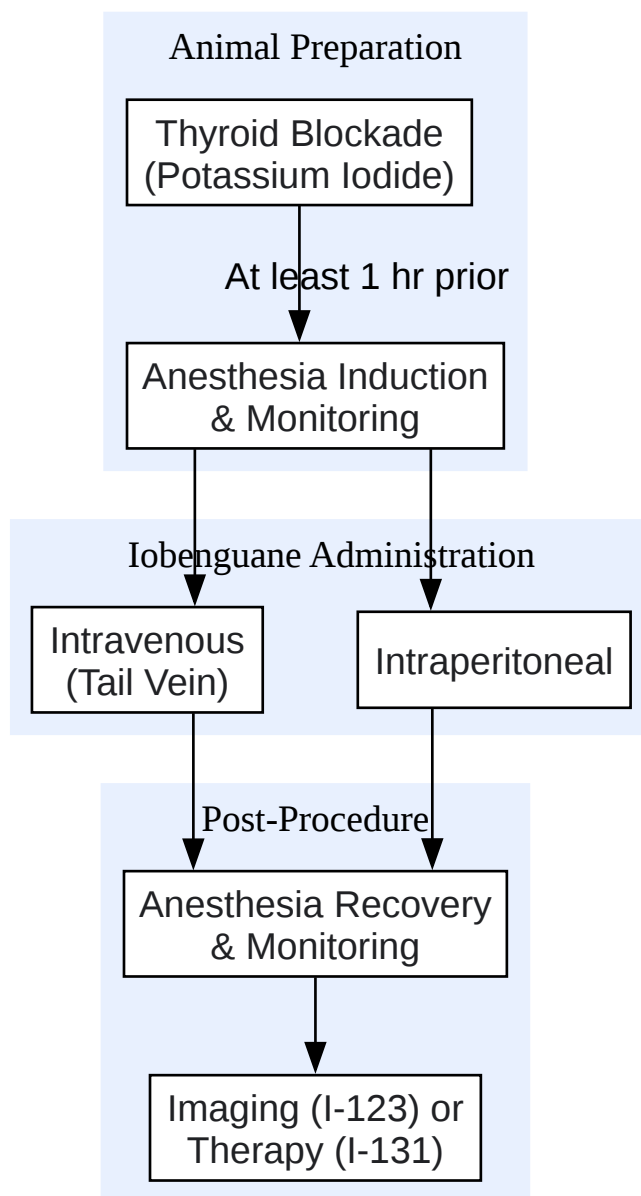 Animal Preparation
Thyroid Blockade
(Potassium Iodide)
At least 1 hr prior
Anesthesia Induction
& Monitoring
Iobenguane Administration
Intravenous
(Tail Vein)
Intraperitoneal
Post-Procedure
Anesthesia Recovery
& Monitoring
Imaging (I-123) or
Therapy (I-131)